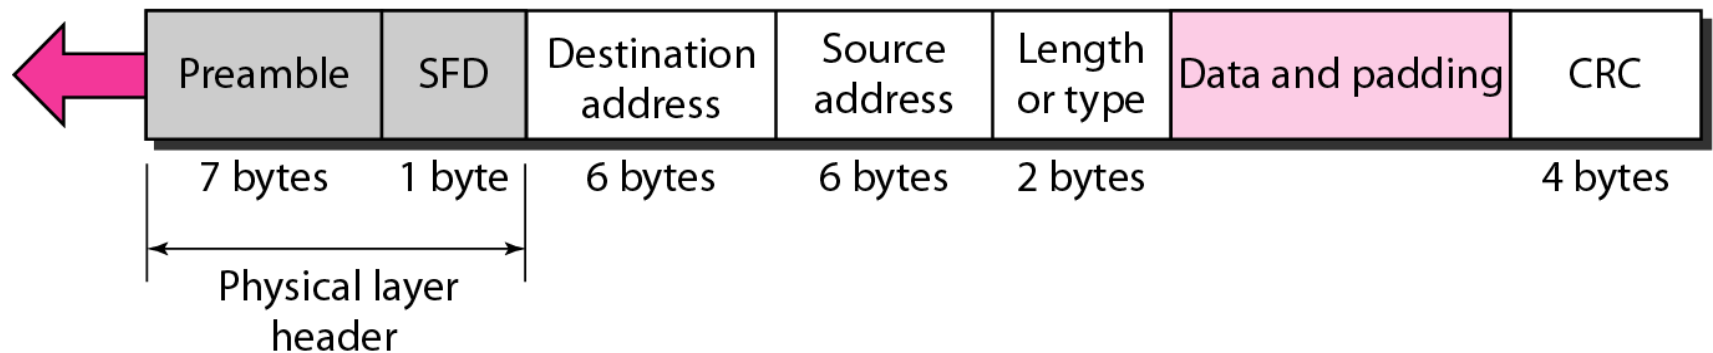 Preamble
SFD
Destination
address
Source
address
Length
or type
Data and padding
CRC
7 bytes
1 byte
6 bytes
6 bytes
2 bytes
4 bytes
Physical layer
header